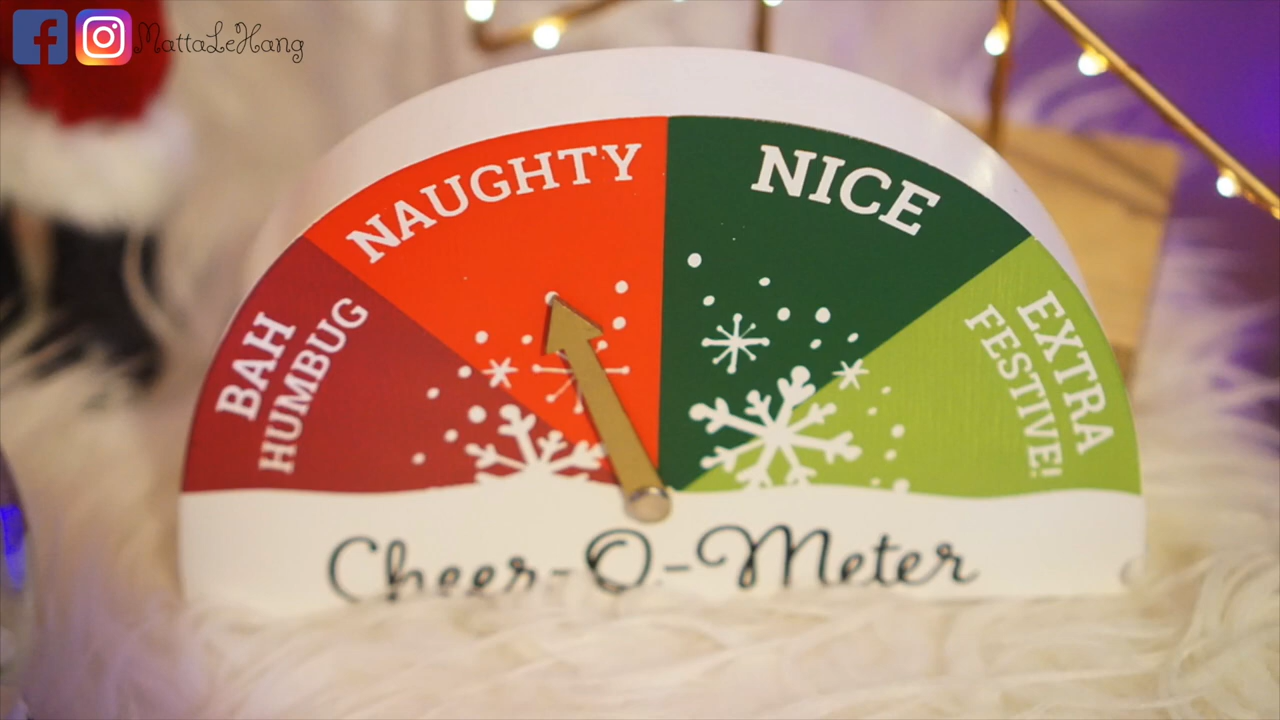 MattaLeHang
NAUGHTY
NICE
BAH
HUMBUG
EXTRA
FESTIVE!
Cheer-O-Meter